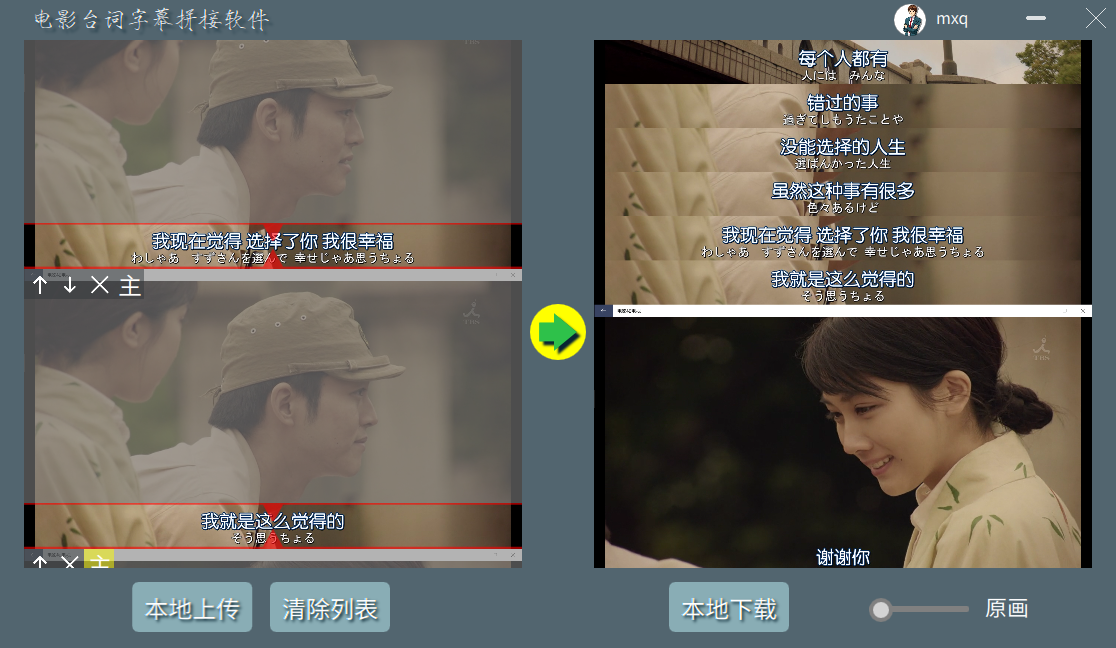 电影台词字幕拼接软件
mxq
我现在觉得 选择了你 我很幸福
わしゃあ すずさんを選んで 幸せじゃあ思うちょる
↑ ↓ × 主
我就是这么觉得的
そう思うちょる
↑ × 主
每个人都有
人には みんな
错过的事
過ぎてしもうたことや
没能选择的人生
選ばんかった人生
虽然这种事有很多
色々あるけど
我现在觉得 选择了你 我很幸福
わしゃあ すずさんを選んで 幸せじゃあ思うちょる
我就是这么觉得的
そう思うちょる
谢谢你
本地上传
清除列表
本地下载
原画